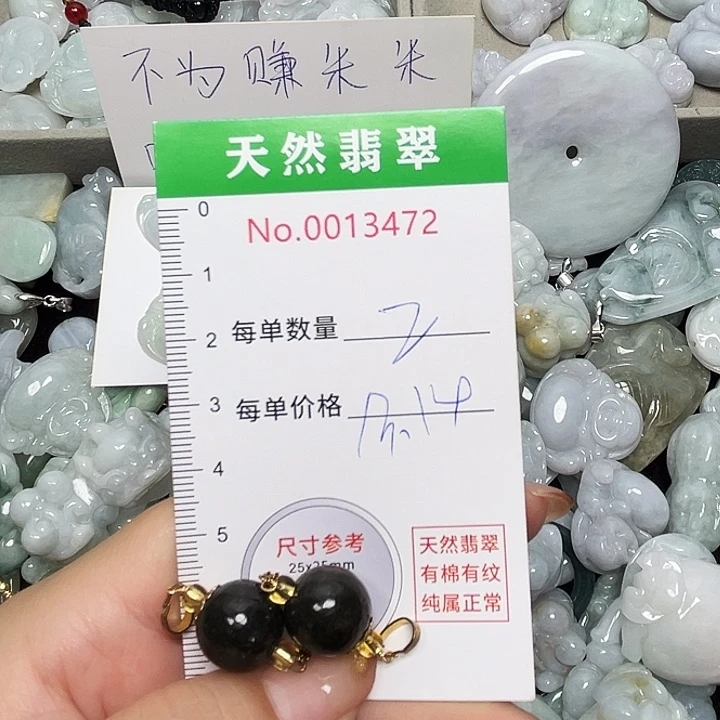 不为赚米米
天然翡翠
0
No.0013472
1
2
每单数量 2
3
每单价格 14
4
5
尺寸参考
25x25mm
天然翡翠
有棉有纹
纯属正常